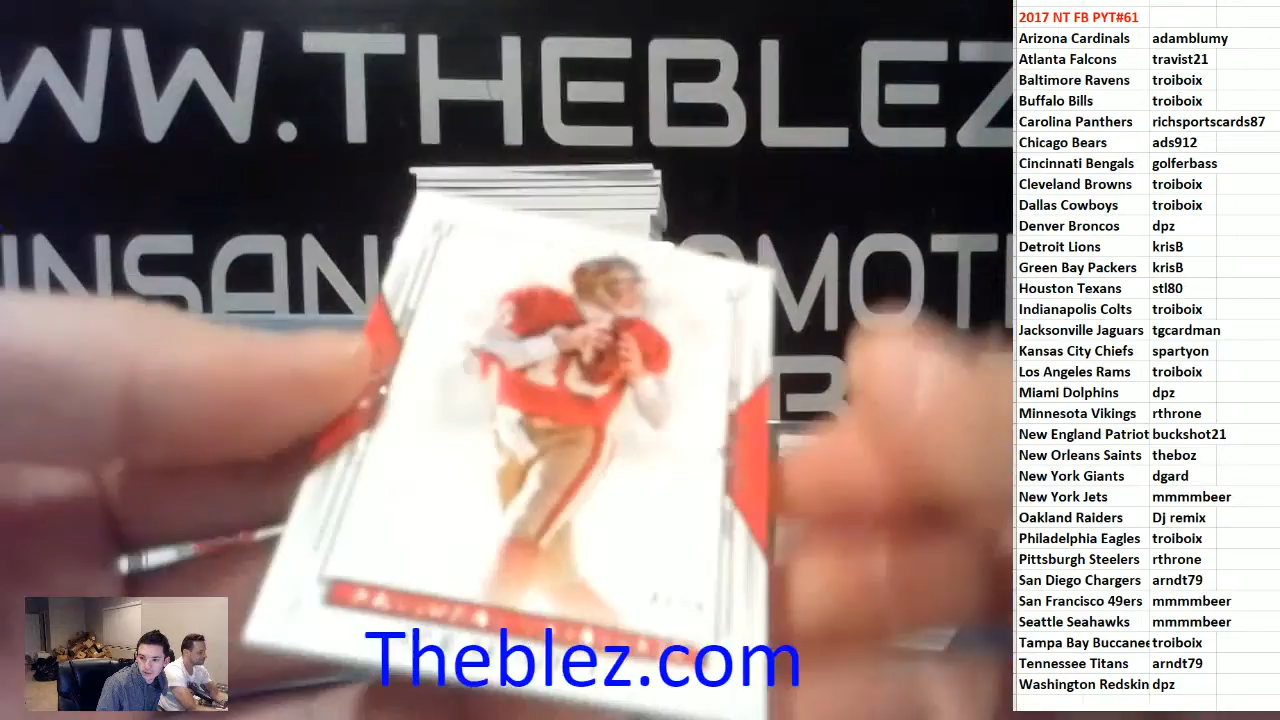 WW.THEBLEZ
INSAN
OMOTI
B
Theblez.com
2017 NT FB PYT#61
Arizona Cardinals adamblumy
Atlanta Falcons travist21
Baltimore Ravens troiboix
Buffalo Bills troiboix
Carolina Panthers richsportscards87
Chicago Bears ads912
Cincinnati Bengals golferbass
Cleveland Browns troiboix
Dallas Cowboys troiboix
Denver Broncos dpz
Detroit Lions krisB
Green Bay Packers krisB
Houston Texans stl80
Indianapolis Colts troiboix
Jacksonville Jaguars tgcardman
Kansas City Chiefs spartyon
Los Angeles Rams troiboix
Miami Dolphins dpz
Minnesota Vikings rthrone
New England Patriot buckshot21
New Orleans Saints theboz
New York Giants dgard
New York Jets mmmmbeer
Oakland Raiders Dj remix
Philadelphia Eagles troiboix
Pittsburgh Steelers rthrone
San Diego Chargers arndt79
San Francisco 49ers mmmmbeer
Seattle Seahawks mmmmbeer
Tampa Bay Buccanee troiboix
Tennessee Titans arndt79
Washington Redskin dpz